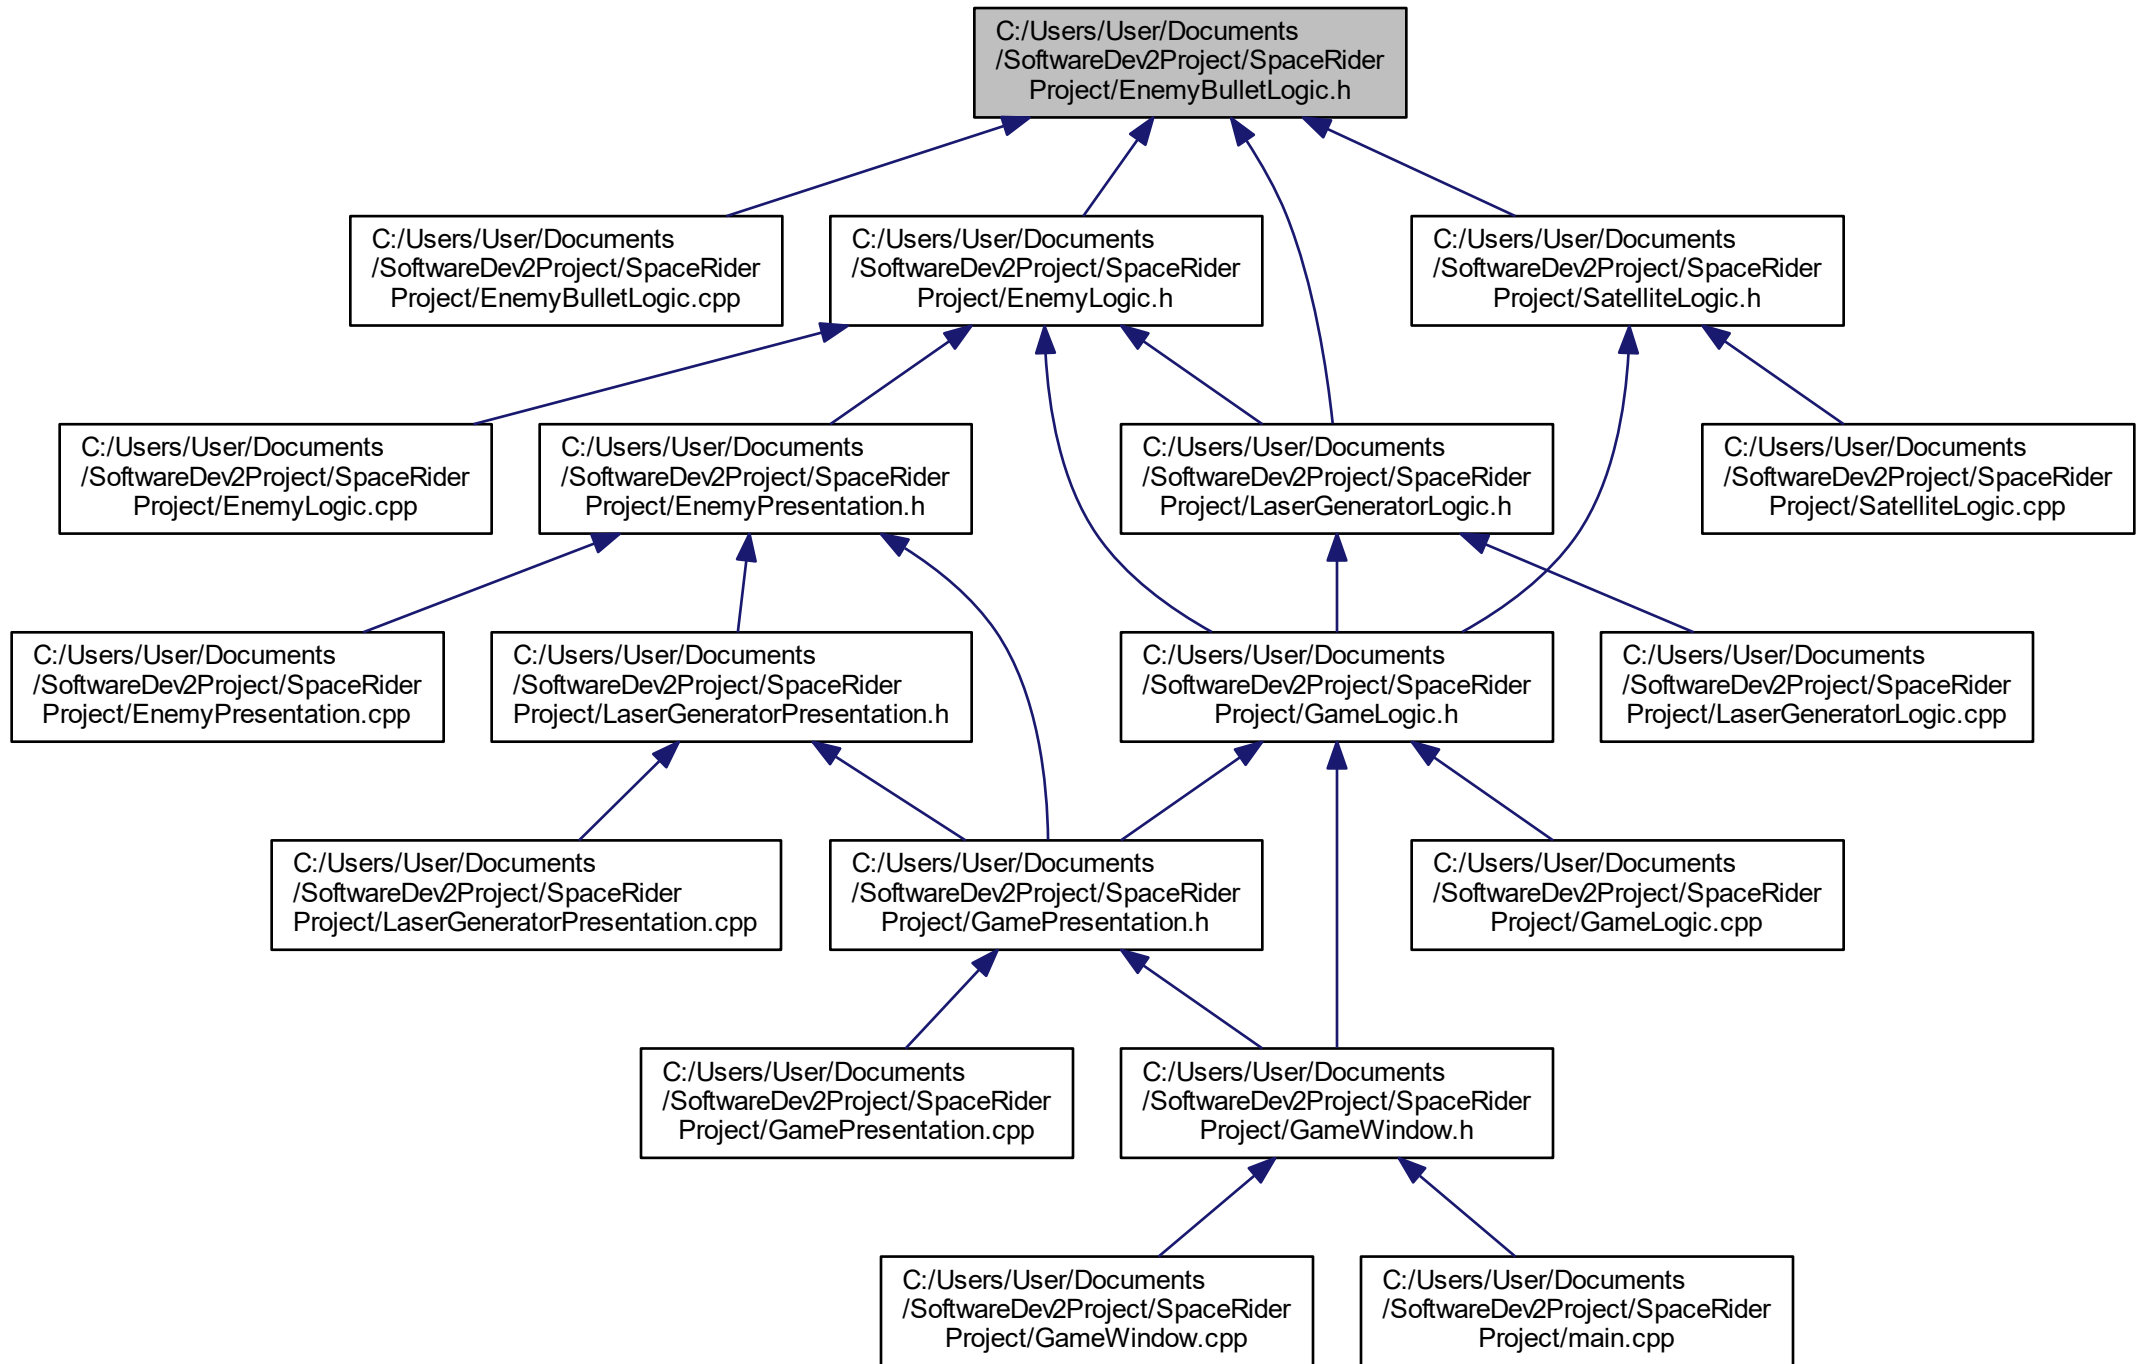 C:/Users/User/Documents
/SoftwareDev2Project/SpaceRider
Project/EnemyBulletLogic.h
C:/Users/User/Documents
/SoftwareDev2Project/SpaceRider
Project/EnemyBulletLogic.cpp
C:/Users/User/Documents
/SoftwareDev2Project/SpaceRider
Project/EnemyLogic.h
C:/Users/User/Documents
/SoftwareDev2Project/SpaceRider
Project/SatelliteLogic.h
C:/Users/User/Documents
/SoftwareDev2Project/SpaceRider
Project/EnemyLogic.cpp
C:/Users/User/Documents
/SoftwareDev2Project/SpaceRider
Project/EnemyPresentation.h
C:/Users/User/Documents
/SoftwareDev2Project/SpaceRider
Project/LaserGeneratorLogic.h
C:/Users/User/Documents
/SoftwareDev2Project/SpaceRider
Project/SatelliteLogic.cpp
C:/Users/User/Documents
/SoftwareDev2Project/SpaceRider
Project/EnemyPresentation.cpp
C:/Users/User/Documents
/SoftwareDev2Project/SpaceRider
Project/LaserGeneratorPresentation.h
C:/Users/User/Documents
/SoftwareDev2Project/SpaceRider
Project/GameLogic.h
C:/Users/User/Documents
/SoftwareDev2Project/SpaceRider
Project/LaserGeneratorLogic.cpp
C:/Users/User/Documents
/SoftwareDev2Project/SpaceRider
Project/LaserGeneratorPresentation.cpp
C:/Users/User/Documents
/SoftwareDev2Project/SpaceRider
Project/GamePresentation.h
C:/Users/User/Documents
/SoftwareDev2Project/SpaceRider
Project/GameLogic.cpp
C:/Users/User/Documents
/SoftwareDev2Project/SpaceRider
Project/GamePresentation.cpp
C:/Users/User/Documents
/SoftwareDev2Project/SpaceRider
Project/GameWindow.h
C:/Users/User/Documents
/SoftwareDev2Project/SpaceRider
Project/GameWindow.cpp
C:/Users/User/Documents
/SoftwareDev2Project/SpaceRider
Project/main.cpp